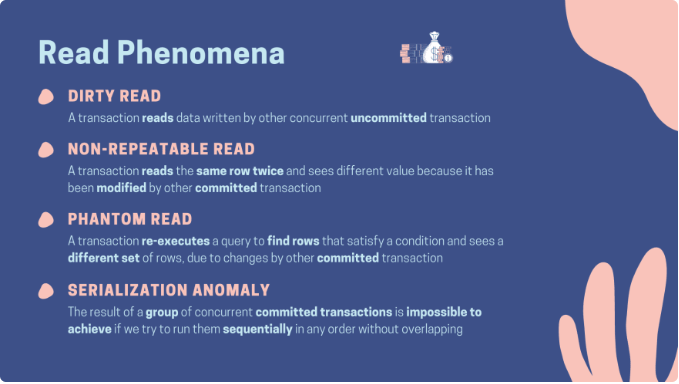 Read Phenomena
DIRTY READ
A transaction reads data written by other concurrent uncommitted transaction
NON-REPEATABLE READ
A transaction reads the same row twice and sees different value because it has
been modified by other committed transaction
PHANTOM READ
A transaction re-executes a query to find rows that satisfy a condition and sees a
different set of rows, due to changes by other committed transaction
SERIALIZATION ANOMALY
The result of a group of concurrent committed transactions is impossible to
achieve if we try to run them sequentially in any order without overlapping